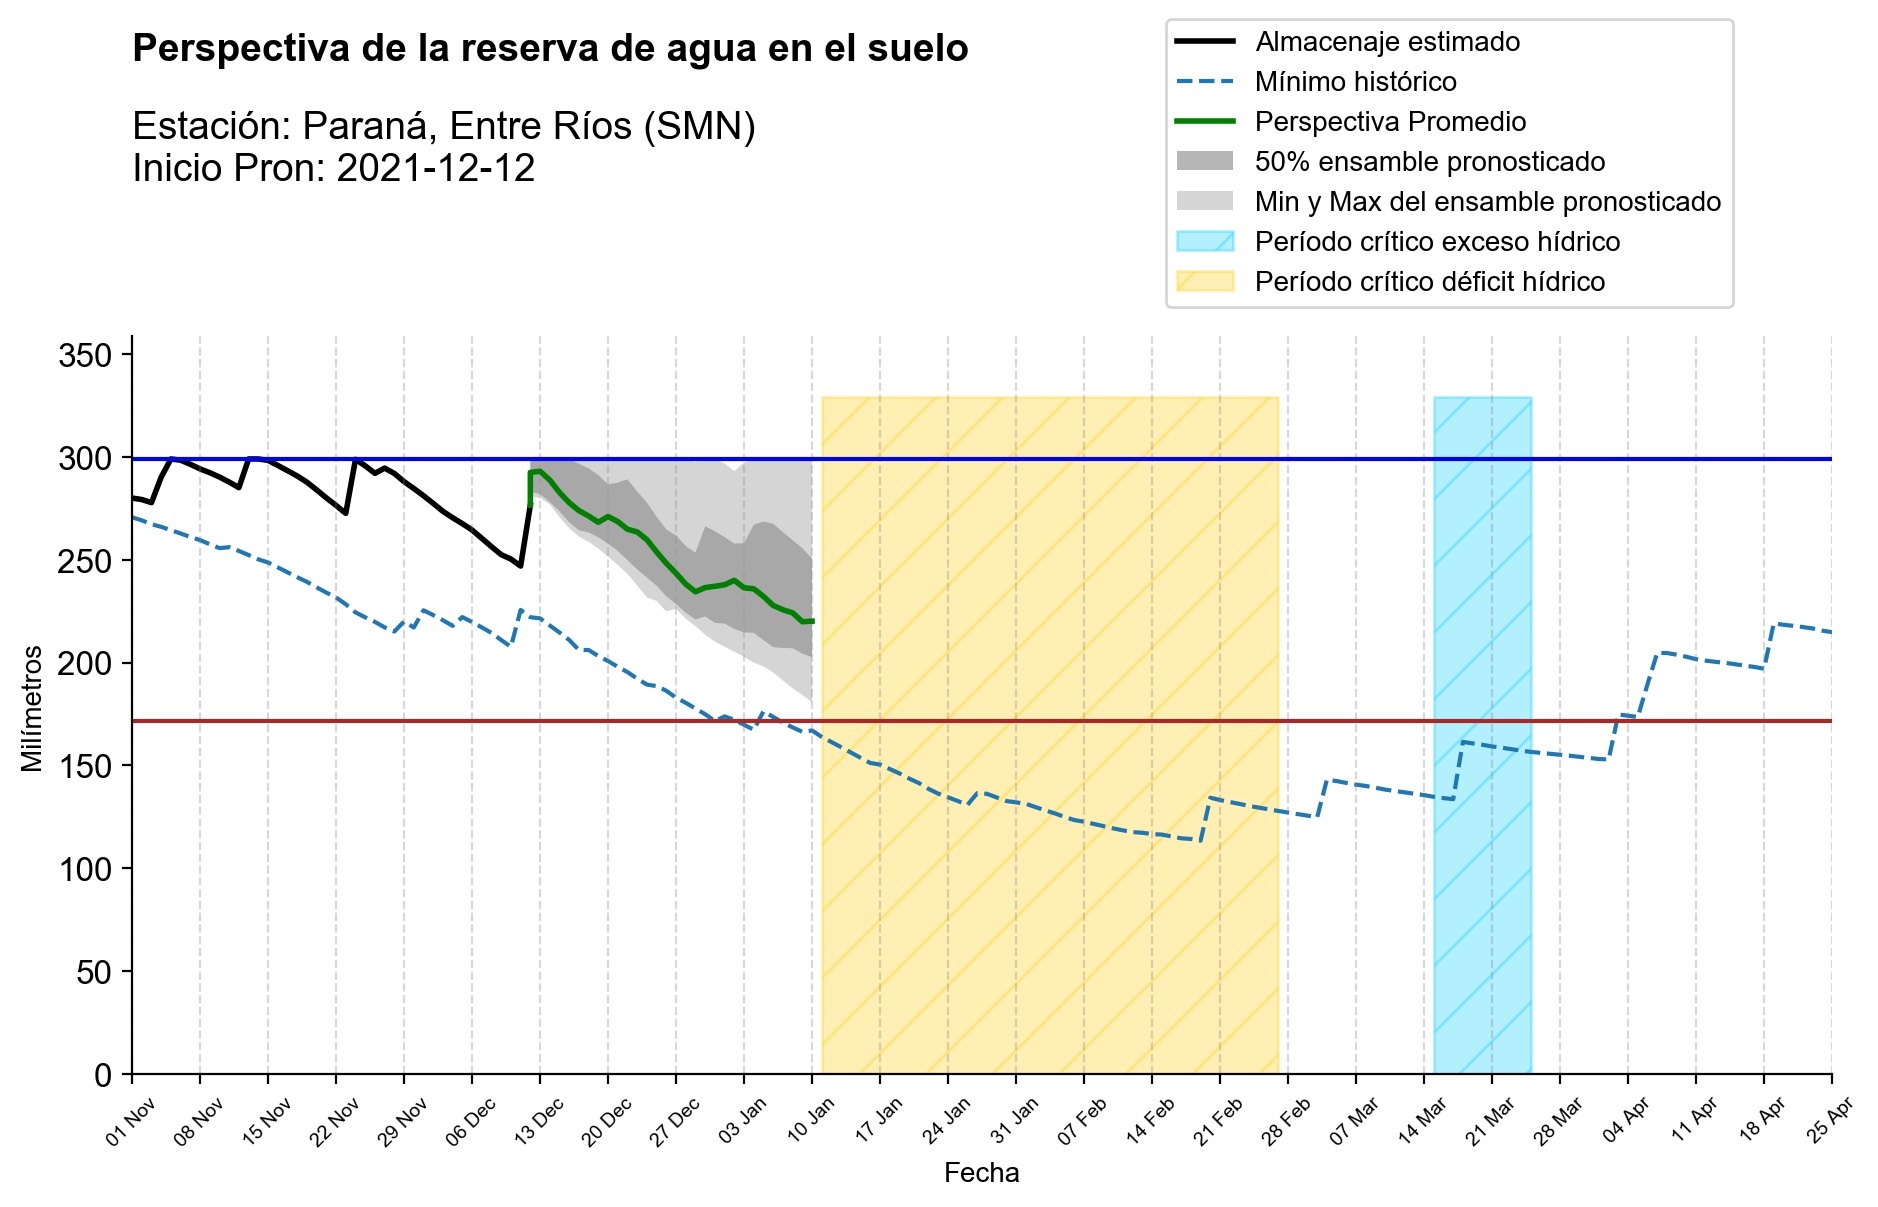 Perspectiva de la reserva de agua en el suelo
Estación: Paraná, Entre Ríos (SMN)
Inicio Pron: 2021-12-12
Almacenaje estimado
Mínimo histórico
Perspectiva Promedio
50% ensamble pronosticado
Min y Max del ensamble pronosticado
Período crítico exceso hídrico
Período crítico déficit hídrico
Milímetros
350
300
250
200
150
100
50
0
01 Nov
08 Nov
15 Nov
22 Nov
29 Nov
06 Dec
13 Dec
20 Dec
27 Dec
03 Jan
10 Jan
17 Jan
24 Jan
31 Jan
07 Feb
14 Feb
21 Feb
28 Feb
07 Mar
14 Mar
21 Mar
28 Mar
04 Apr
11 Apr
18 Apr
25 Apr
Fecha